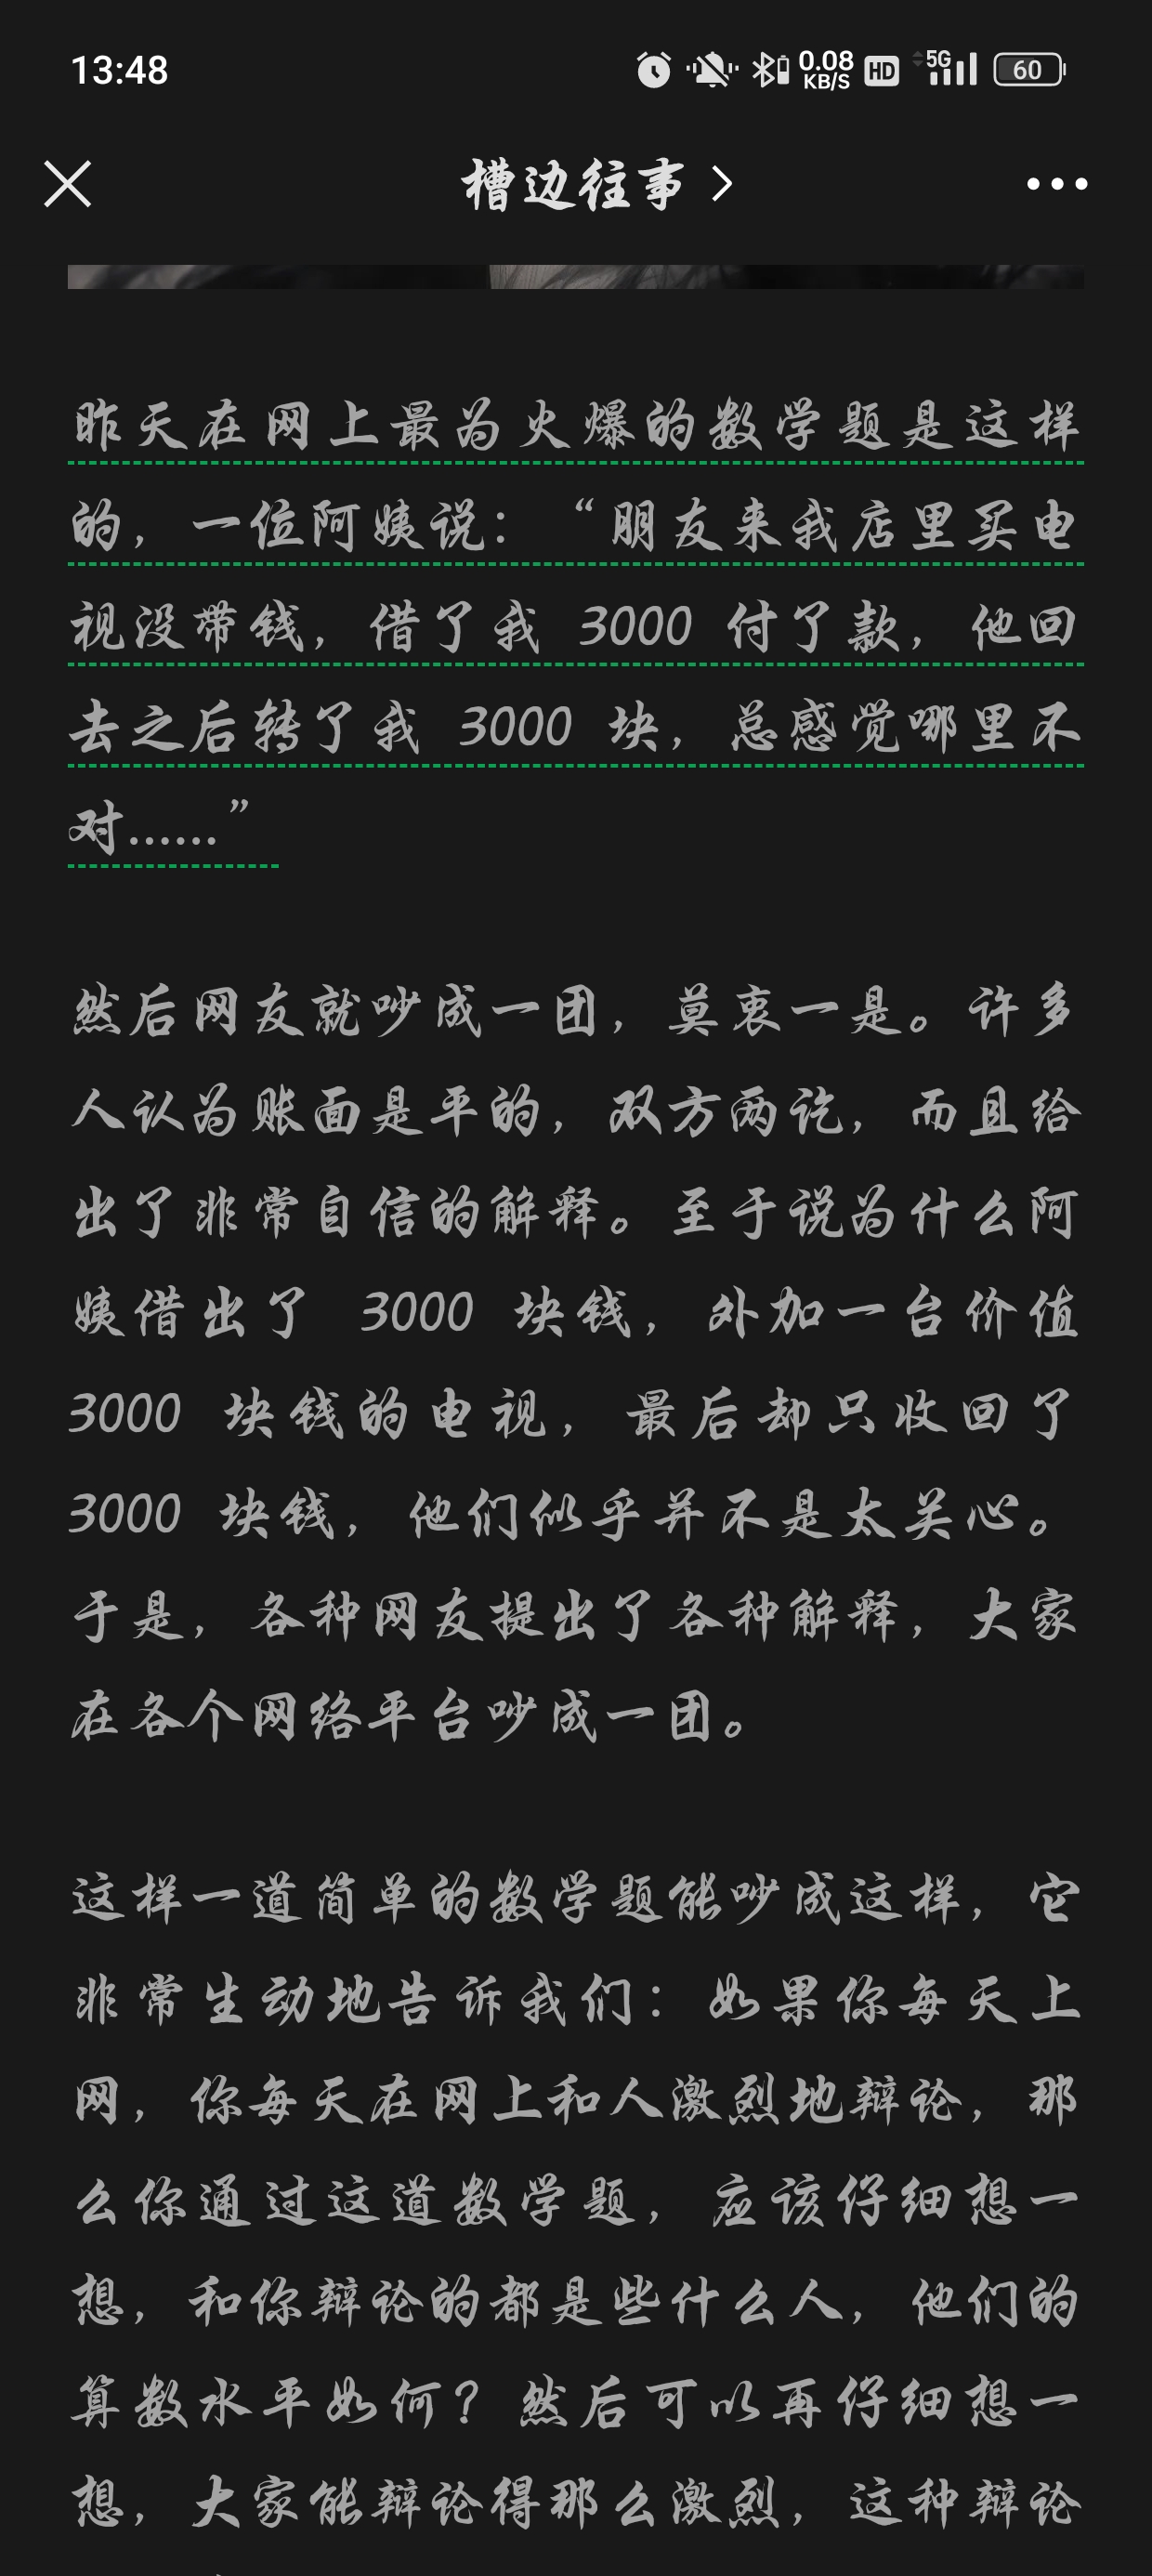 13:48
0.08
KB/S
HD
5G
60
槽边往事
昨天在网上最为火爆的数学题是这样
的，一位阿姨说：“朋友来我店里买电
视没带钱，借了我 3000 付了款，他回
去之后转了我 3000 块，总感觉哪里不
对……”
然后网友就吵成一团，莫衷一是。许多
人认为账面是平的，双方两讫，而且给
出了非常自信的解释。至于说为什么阿
姨借出了 3000 块钱，外加一台价值
3000 块钱的电视，最后却只收回了
3000 块钱，他们似乎并不是太关心。
于是，各种网友提出了各种解释，大家
在各个网络平台吵成一团。
这样一道简单的数学题能吵成这样，它
非常生动地告诉我们：如果你每天上
网，你每天在网上和人激烈地辩论，那
么你通过这道数学题，应该仔细想一
想，和你辩论的都是些什么人，他们的
算数水平如何？然后可以再仔细想一
想，大家能辩论得那么激烈，这种辩论